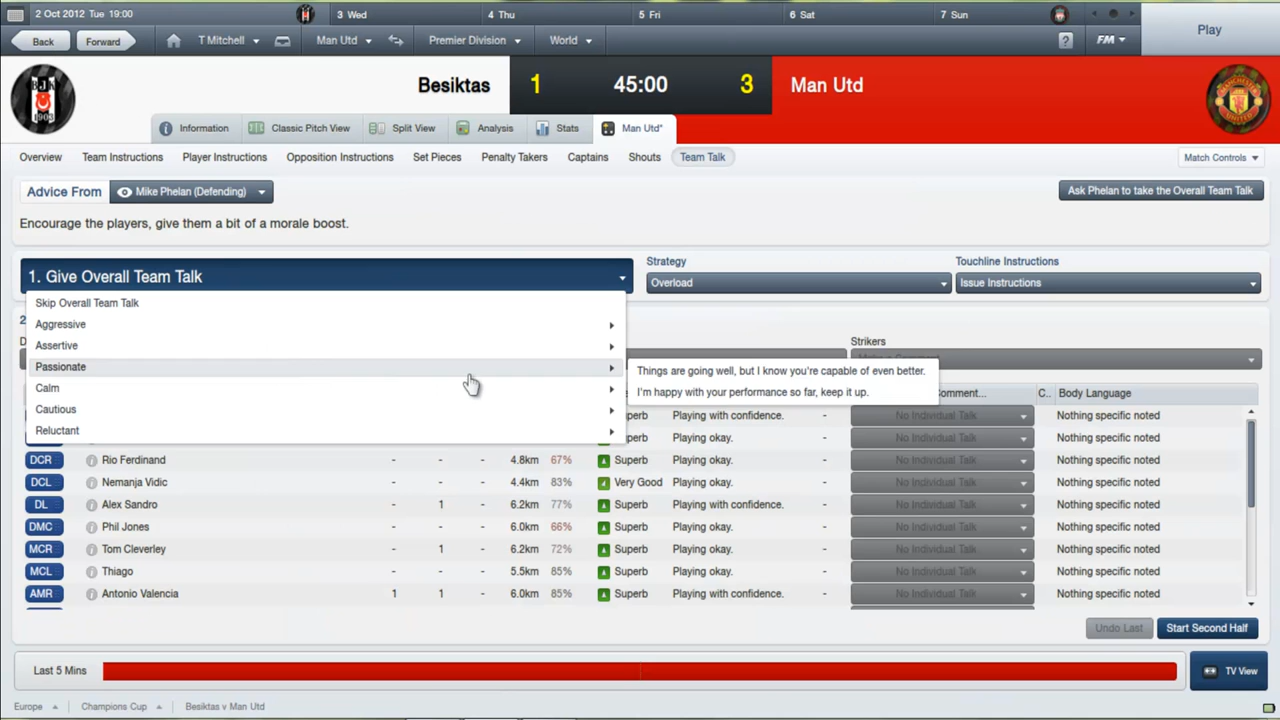 2 Oct 2012 Tue 19:00 3 Wed 4 Thu 5 Fri 6 Sat 7 Sun
Play
Back Forward T Mitchell Man Utd Premier Division World ? FM
BJK
1903
Besiktas 1 45:00 3 Man Utd
Information Classic Pitch View Split View Analysis Stats Man Utd*
Overview Team Instructions Player Instructions Opposition Instructions Set Pieces Penalty Takers Captains Shouts Team Talk Match Controls
Advice From Mike Phelan (Defending) Ask Phelan to take the Overall Team Talk
Encourage the players, give them a bit of a morale boost.
Strategy Touchline Instructions
1. Give Overall Team Talk Overload Issue Instructions
Skip Overall Team Talk
Aggressive
Assertive Strikers
Passionate Things are going well, but I know you're capable of even better.
Calm I'm happy with your performance so far, keep it up.
C.. Body Language
Cautious Playing with confidence. - No Individual Talk Nothing specific noted
Reluctant Playing okay. - No Individual Talk Nothing specific noted
DCR Rio Ferdinand - - - 4.8km 67% Superb Playing okay. - No Individual Talk Nothing specific noted
DCL Nemanja Vidic - - - 4.4km 83% Very Good Playing okay. - No Individual Talk Nothing specific noted
DL Alex Sandro - 1 - 6.2km 77% Superb Playing with confidence. - No Individual Talk Nothing specific noted
DMC Phil Jones - - - 6.0km 66% Superb Playing okay. - No Individual Talk Nothing specific noted
MCR Tom Cleverley - 1 - 6.2km 72% Superb Playing okay. - No Individual Talk Nothing specific noted
MCL Thiago - - - 5.5km 85% Superb Playing okay. - No Individual Talk Nothing specific noted
AMR Antonio Valencia 1 1 - 6.0km 85% Superb Playing with confidence. - No Individual Talk Nothing specific noted
Undo Last Start Second Half
Last 5 Mins TV View
Europe Champions Cup Besiktas v Man Utd